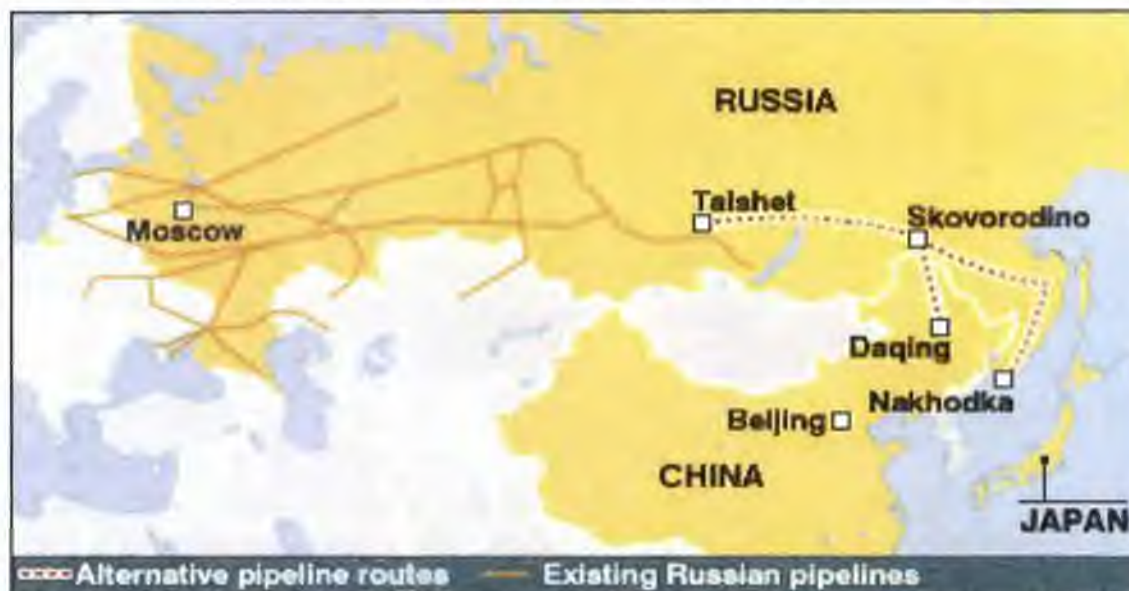 RUSSIA
Taishet
Skovorodino
Moscow
Daqing
Nakhodka
Beijing
CHINA
JAPAN
Alternative pipeline routes Existing Russian pipelines